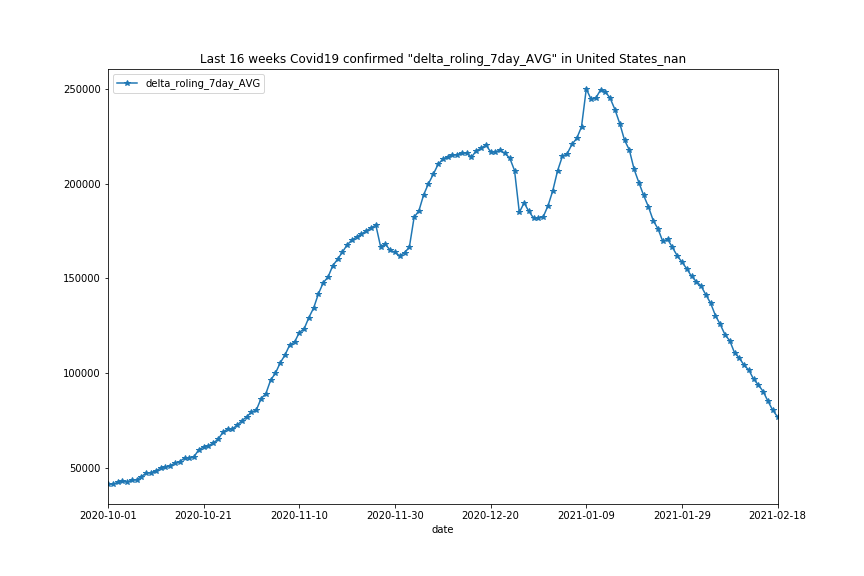 Last 16 weeks Covid19 confirmed "delta_roling_7day_AVG" in United States_nan
delta_roling_7day_AVG
250000
200000
150000
100000
50000
2020-10-01 2020-10-21 2020-11-10 2020-11-30 2020-12-20 2021-01-09 2021-01-29 2021-02-18
date